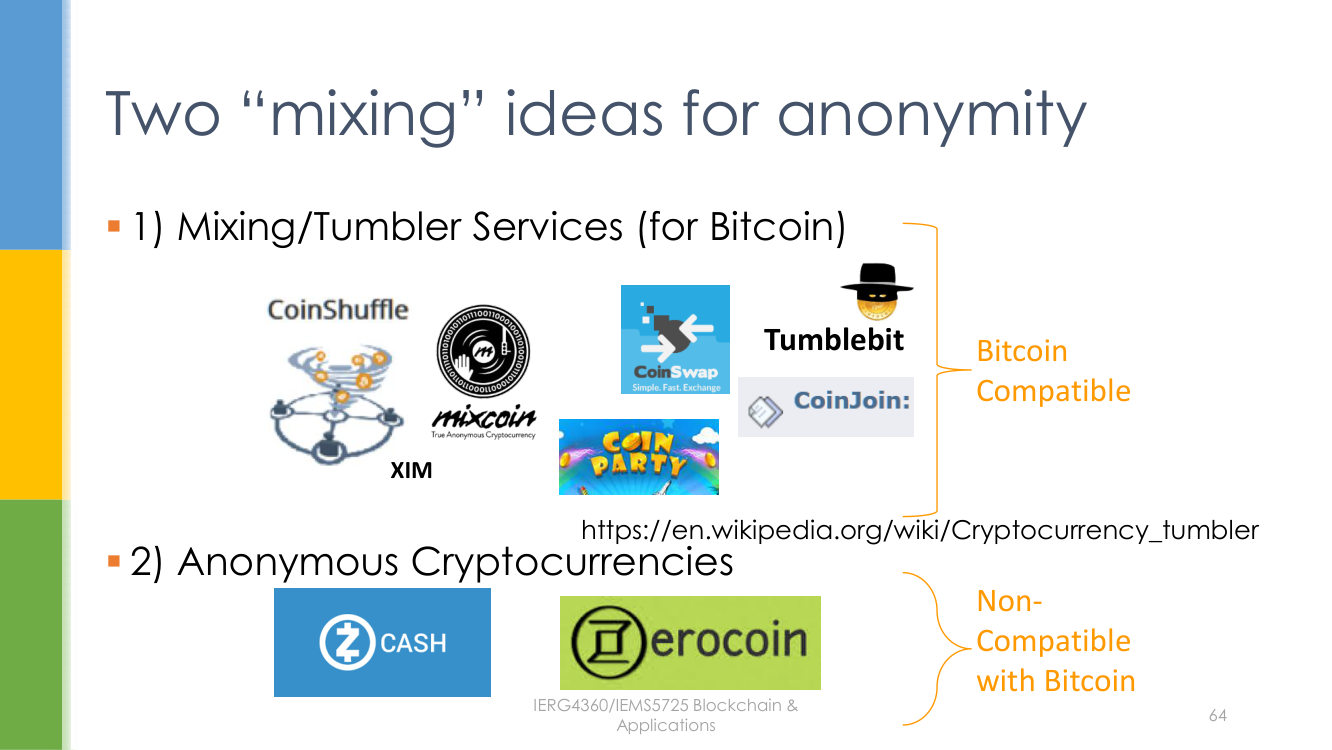 Two “mixing” ideas for anonymity
1) Mixing/Tumbler Services (for Bitcoin)
CoinShuffle
m
mixcoin
True Anonymous Cryptocurrency
XIM
CoinSwap
Simple. Fast. Exchange
COIN
PARTY
Tumblebit
CoinJoin:
Bitcoin
Compatible
https://en.wikipedia.org/wiki/Cryptocurrency_tumbler
2) Anonymous Cryptocurrencies
ZCASH
Zerocoin
Non-
Compatible
with Bitcoin
IERG4360/IEMS5725 Blockchain &
Applications
64